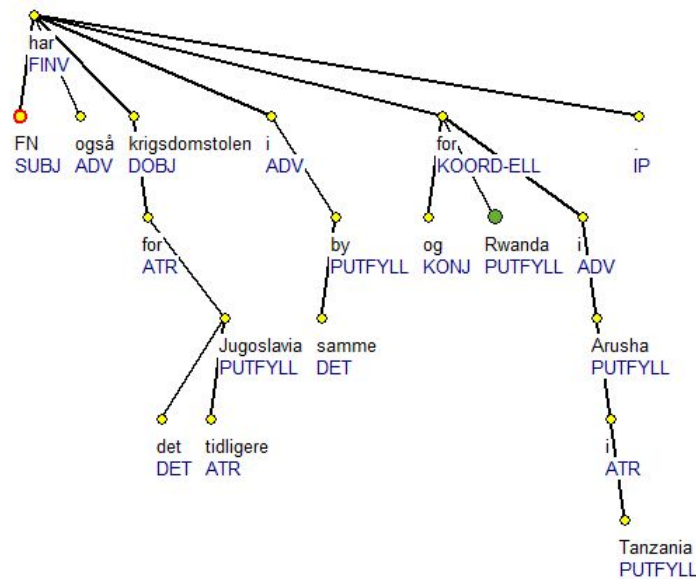 har
FINV
FN også krigsdomstolen i for .
SUBJ ADV DOBJ ADV KOORD-ELL IP
for by og Rwanda i
ATR PUTFYLL KONJ PUTFYLL ADV
Jugoslavia samme Arusha
PUTFYLL DET PUTFYLL
det tidligere i
DET ATR ATR
Tanzania
PUTFYLL